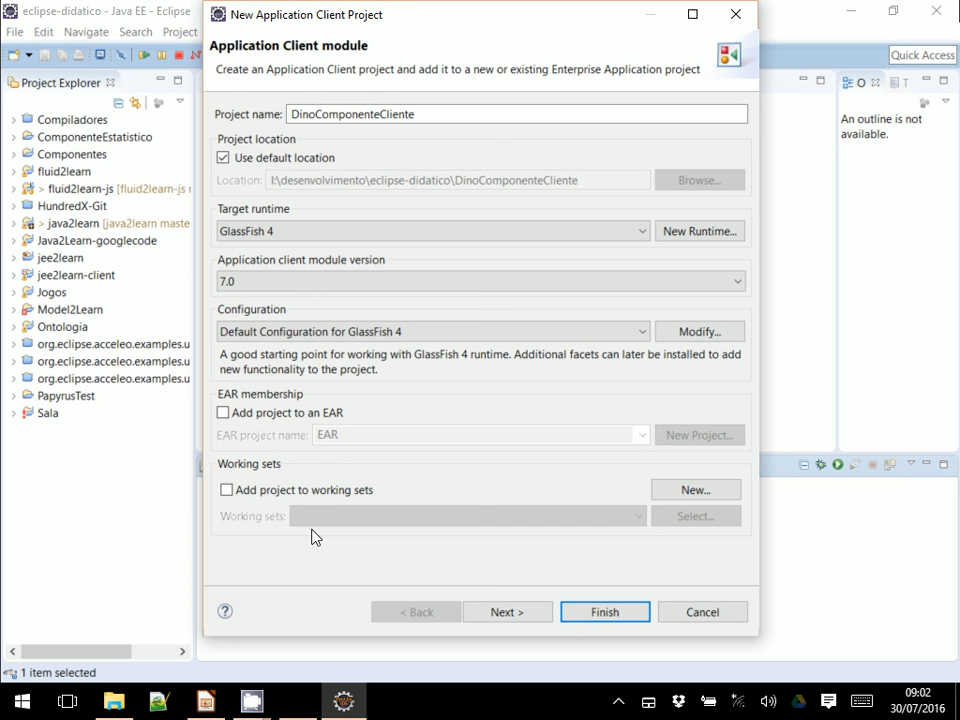 eclipse-didatico - Java EE - Eclipse
File Edit Navigate Search Project
Quick Access
Project Explorer
Compiladores
ComponenteEstatistico
Componentes
fluid2learn
> fluid2learn-js [fluid2learn-js
HundredX-Git
> java2learn [java2learn maste
Java2Learn-googlecode
jee2learn
jee2learn-client
Jogos
Model2Learn
Ontologia
org.eclipse.acceleo.examples.u
org.eclipse.acceleo.examples.u
org.eclipse.acceleo.examples.u
PapyrusTest
Sala
New Application Client Project
Application Client module
Create an Application Client project and add it to a new or existing Enterprise Application project
Project name: DinoComponenteCliente
Project location
Use default location
Location: I:\desenvolvimento\eclipse-didatico\DinoComponenteCliente Browse...
Target runtime
GlassFish 4 New Runtime...
Application client module version
7.0
Configuration
Default Configuration for GlassFish 4 Modify...
A good starting point for working with GlassFish 4 runtime. Additional facets can later be installed to add
new functionality to the project.
EAR membership
Add project to an EAR
EAR project name: EAR New Project...
Working sets
Add project to working sets New...
Working sets: Select...
? < Back Next > Finish Cancel
O T
An outline is not
available.
1 item selected
09:02
30/07/2016